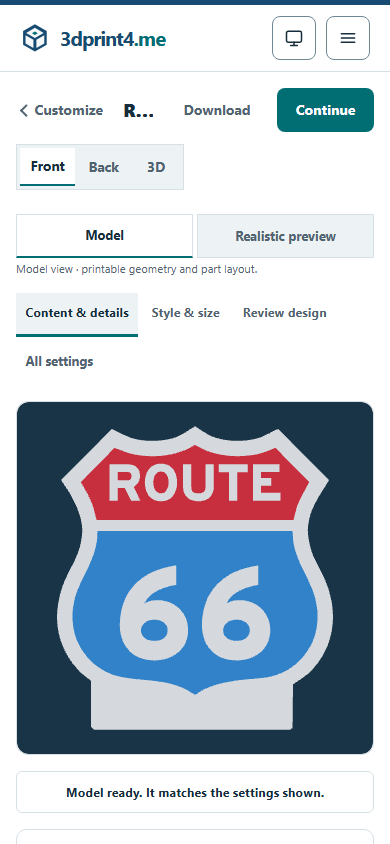 3dprint4.me
Customize R... Download Continue
Front Back 3D
Model Realistic preview
Model view · printable geometry and part layout.
Content & details Style & size Review design
All settings
ROUTE
66
Model ready. It matches the settings shown.